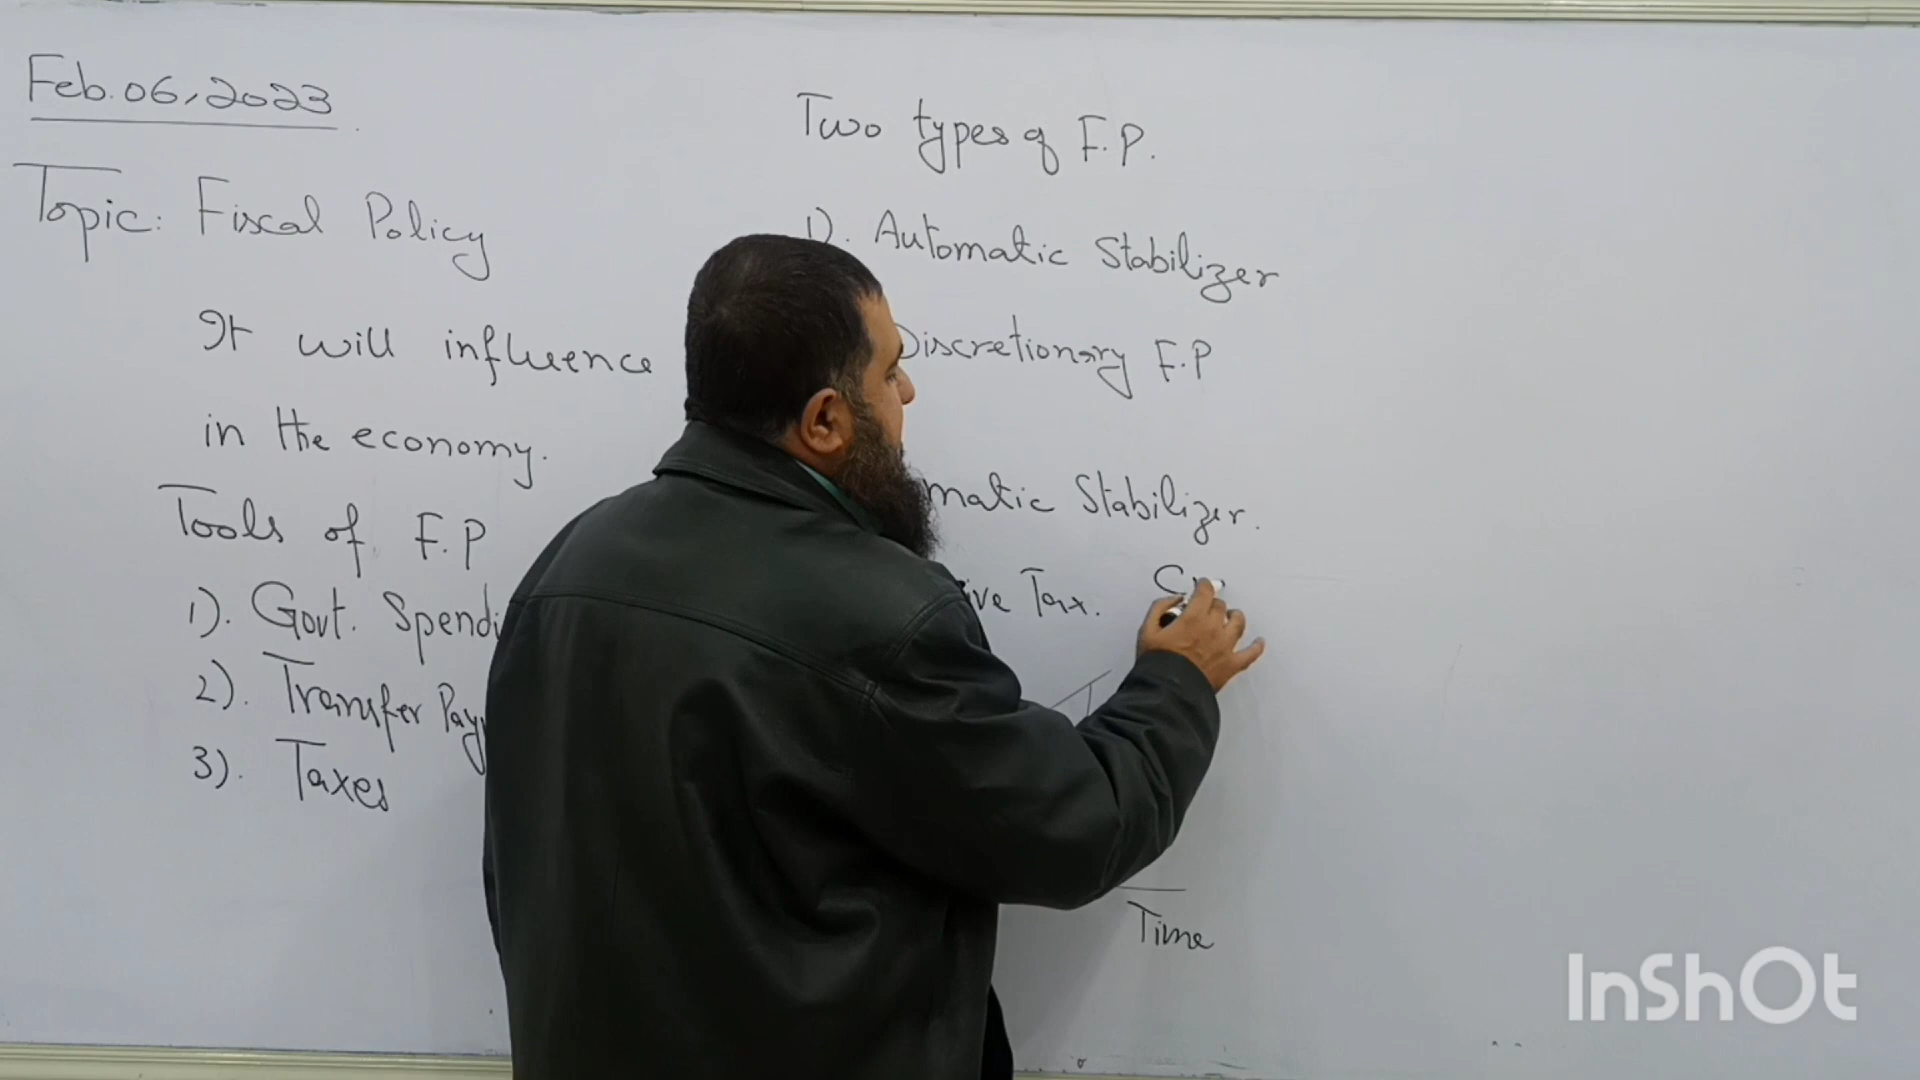 Feb. 06, 2023
Topic: Fiscal Policy
It will influence
in the economy.
Tools of F.P
1). Govt. Spendi
2). Transfer Pay
3). Taxes
Two types of F.P.
1). Automatic Stabilizer
Discretionary F.P
matic Stabilizer.
ive Tax.
Time
InShOt